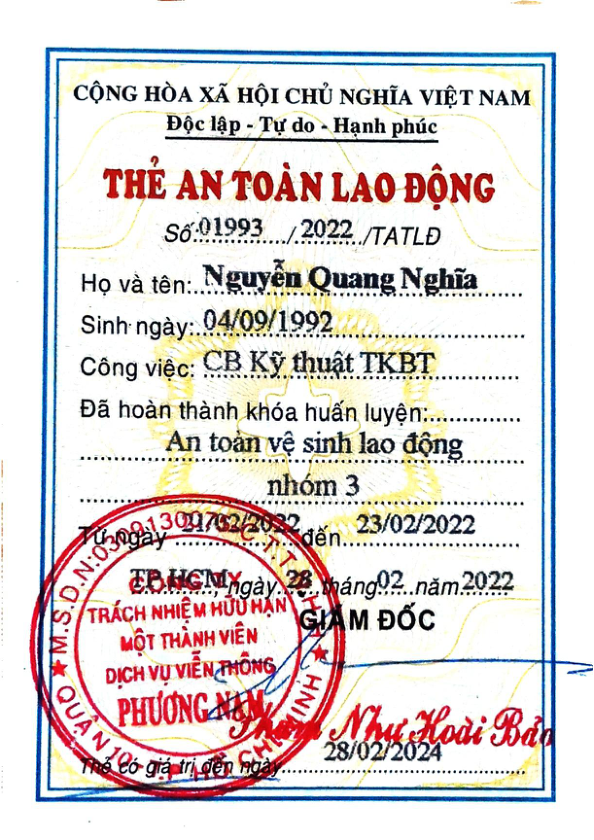 CỘNG HÒA XÃ HỘI CHỦ NGHĨA VIỆT NAM
Độc lập - Tự do - Hạnh phúc
THẺ AN TOÀN LAO ĐỘNG
Số:01993 / 2022 /TATLĐ
Họ và tên: Nguyễn Quang Nghĩa
Sinh ngày: 04/09/1992
Công việc: CB Kỹ thuật TKBT
Đã hoàn thành khóa huấn luyện:
An toàn vệ sinh lao động
nhóm 3
Từ ngày 21/02/2022 đến 23/02/2022
TP.HCM, ngày 28 tháng 02 năm 2022
GIÁM ĐỐC
M.S.D.N:
CÔNG TY
TRÁCH NHIỆM HỮU HẠN
MỘT THÀNH VIÊN
DỊCH VỤ VIỄN THÔNG
PHƯƠNG NAM
QUẬN 10 - TP HỒ CHÍ MINH
Phạm Như Hoài Bảo
Thẻ có giá trị đến ngày 28/02/2024